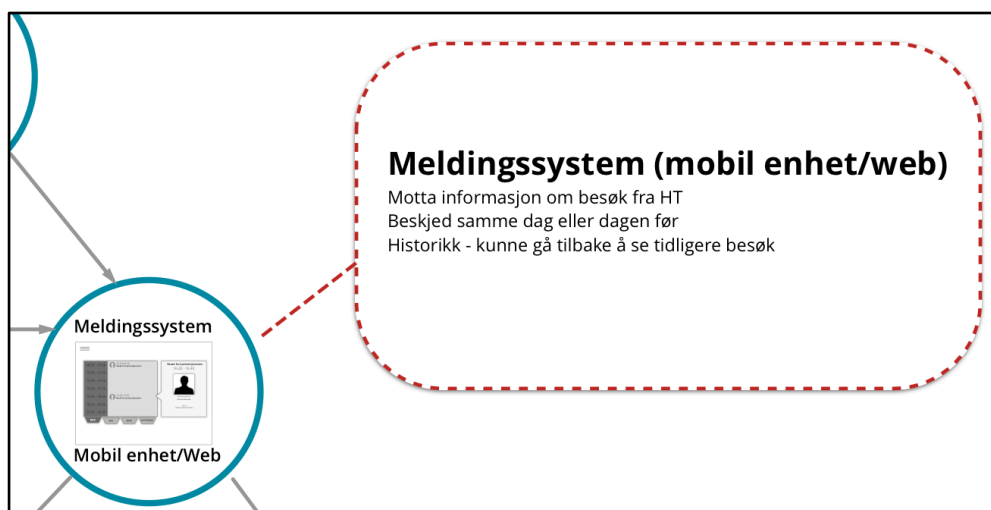 Meldingssystem (mobil enhet/web)
Motta informasjon om besøk fra HT
Beskjed samme dag eller dagen før
Historikk - kunne gå tilbake å se tidligere besøk
Meldingssystem
Mobil enhet/Web